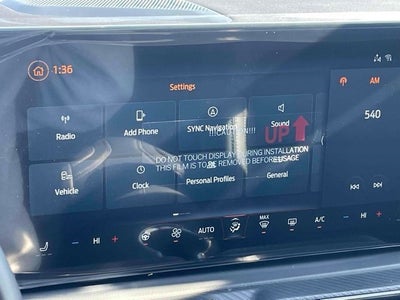 1:36
Settings
AM
540
Radio
Add Phone
SYNC Navigation
Sound
!!!CAUTION!!!
UP
DO NOT TOUCH DISPLAY DURING INSTALLATION
THIS FILM IS TO BE REMOVED BEFORE USAGE
Vehicle
Clock
Personal Profiles
General
HI
AUTO
MAX
A/C
HI